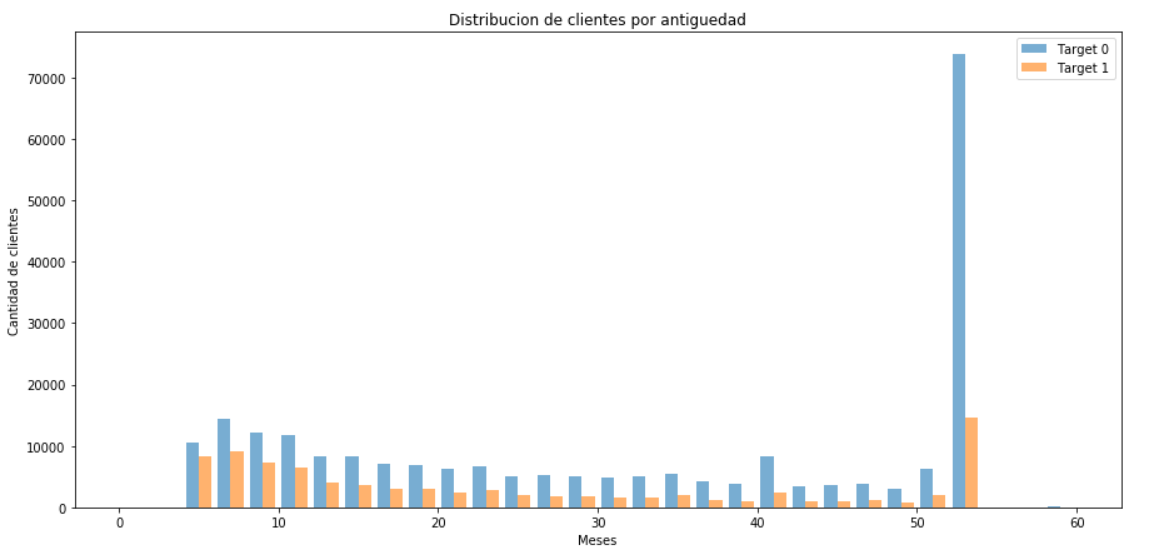 Distribucion de clientes por antiguedad
Target 0
Target 1
70000
60000
50000
40000
30000
20000
10000
0
Cantidad de clientes
0 10 20 30 40 50 60
Meses